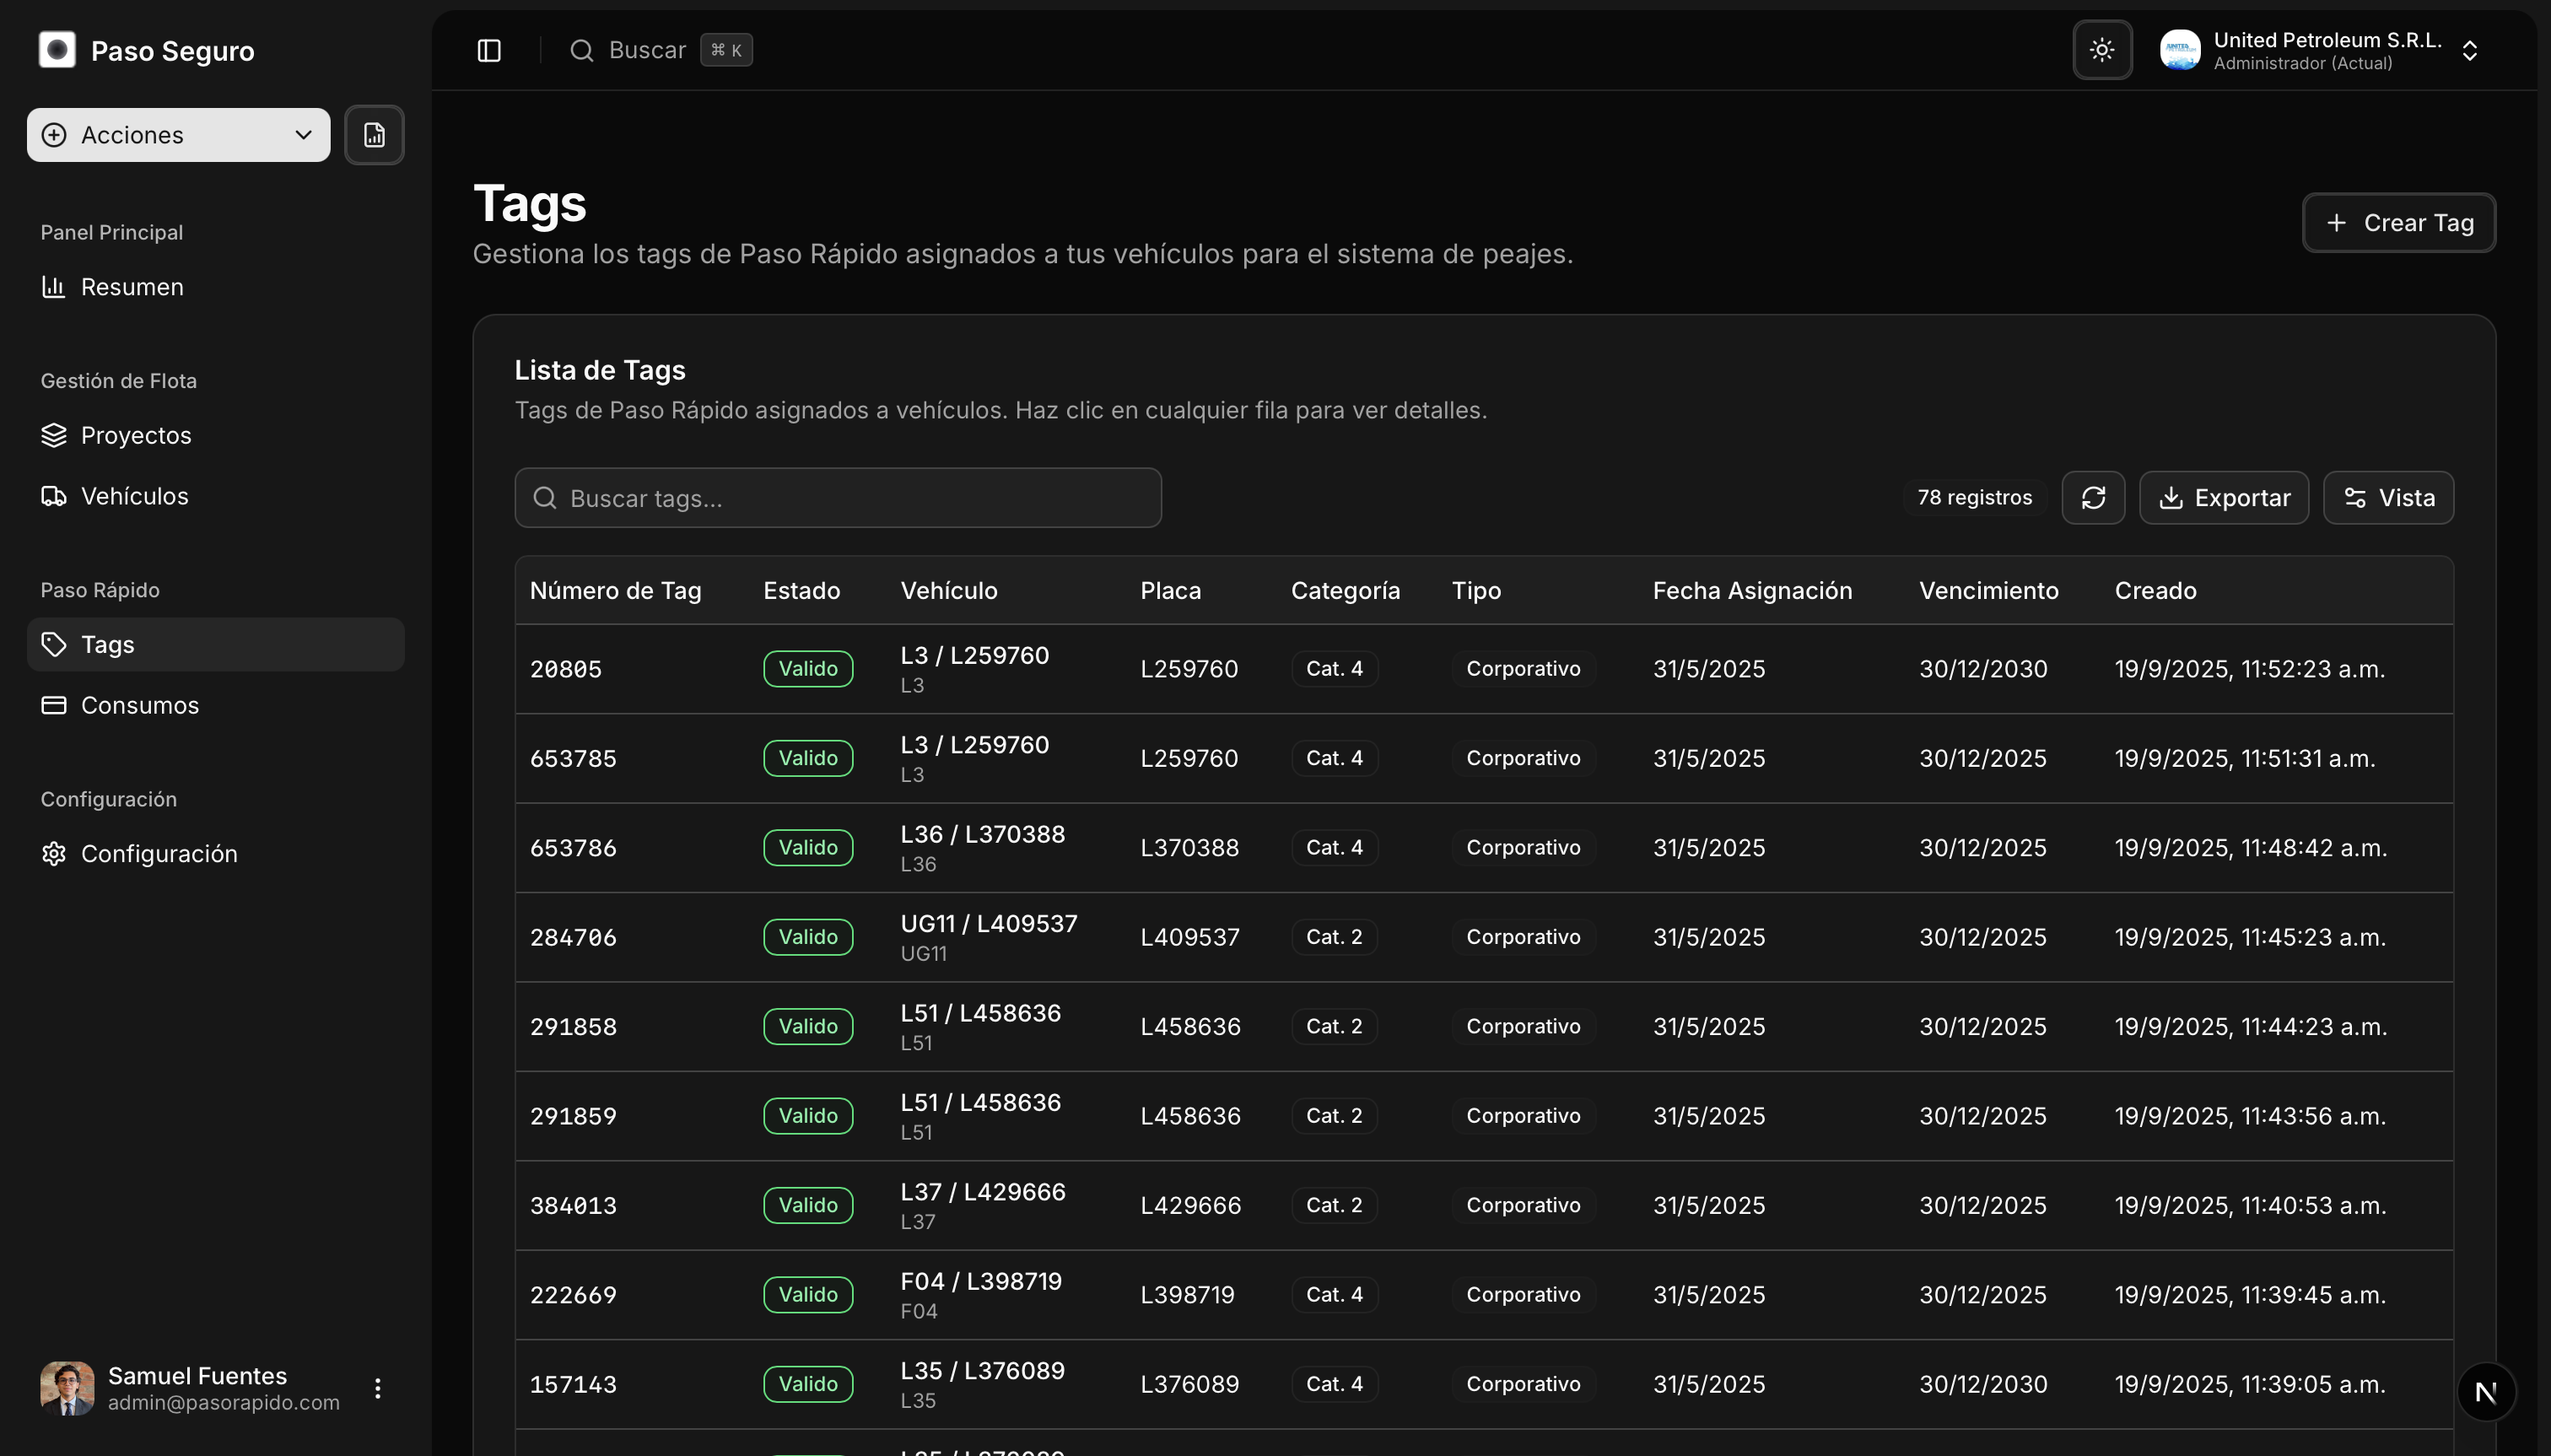 Paso Seguro
Acciones
Panel Principal
Resumen
Gestión de Flota
Proyectos
Vehículos
Paso Rápido
Tags
Consumos
Configuración
Configuración
Samuel Fuentes
admin@pasorapido.com
Buscar ⌘ K
United Petroleum S.R.L.
Administrador (Actual)
Tags
Gestiona los tags de Paso Rápido asignados a tus vehículos para el sistema de peajes.
Crear Tag
Lista de Tags
Tags de Paso Rápido asignados a vehículos. Haz clic en cualquier fila para ver detalles.
Buscar tags...
78 registros
Exportar
Vista
Número de Tag Estado Vehículo Placa Categoría Tipo Fecha Asignación Vencimiento Creado
20805 Valido L3 / L259760 L259760 Cat. 4 Corporativo 31/5/2025 30/12/2030 19/9/2025, 11:52:23 a.m.
L3
653785 Valido L3 / L259760 L259760 Cat. 4 Corporativo 31/5/2025 30/12/2025 19/9/2025, 11:51:31 a.m.
L3
653786 Valido L36 / L370388 L370388 Cat. 4 Corporativo 31/5/2025 30/12/2025 19/9/2025, 11:48:42 a.m.
L36
284706 Valido UG11 / L409537 L409537 Cat. 2 Corporativo 31/5/2025 30/12/2025 19/9/2025, 11:45:23 a.m.
UG11
291858 Valido L51 / L458636 L458636 Cat. 2 Corporativo 31/5/2025 30/12/2025 19/9/2025, 11:44:23 a.m.
L51
291859 Valido L51 / L458636 L458636 Cat. 2 Corporativo 31/5/2025 30/12/2025 19/9/2025, 11:43:56 a.m.
L51
384013 Valido L37 / L429666 L429666 Cat. 2 Corporativo 31/5/2025 30/12/2025 19/9/2025, 11:40:53 a.m.
L37
222669 Valido F04 / L398719 L398719 Cat. 4 Corporativo 31/5/2025 30/12/2025 19/9/2025, 11:39:45 a.m.
F04
157143 Valido L35 / L376089 L376089 Cat. 4 Corporativo 31/5/2025 30/12/2030 19/9/2025, 11:39:05 a.m.
L35
N